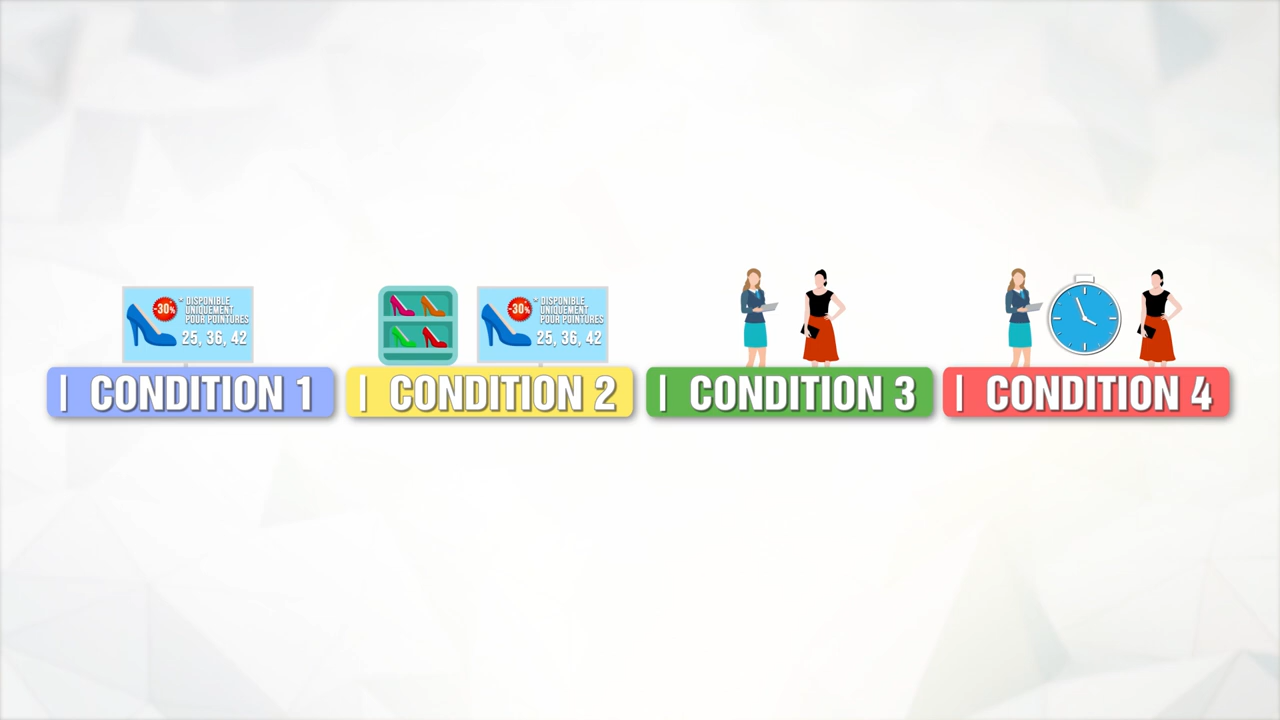 -30%
* DISPONIBLE
UNIQUEMENT
POUR POINTURES
25, 36, 42
-30%
* DISPONIBLE
UNIQUEMENT
POUR POINTURES
25, 36, 42
| CONDITION 1
| CONDITION 2
| CONDITION 3
| CONDITION 4